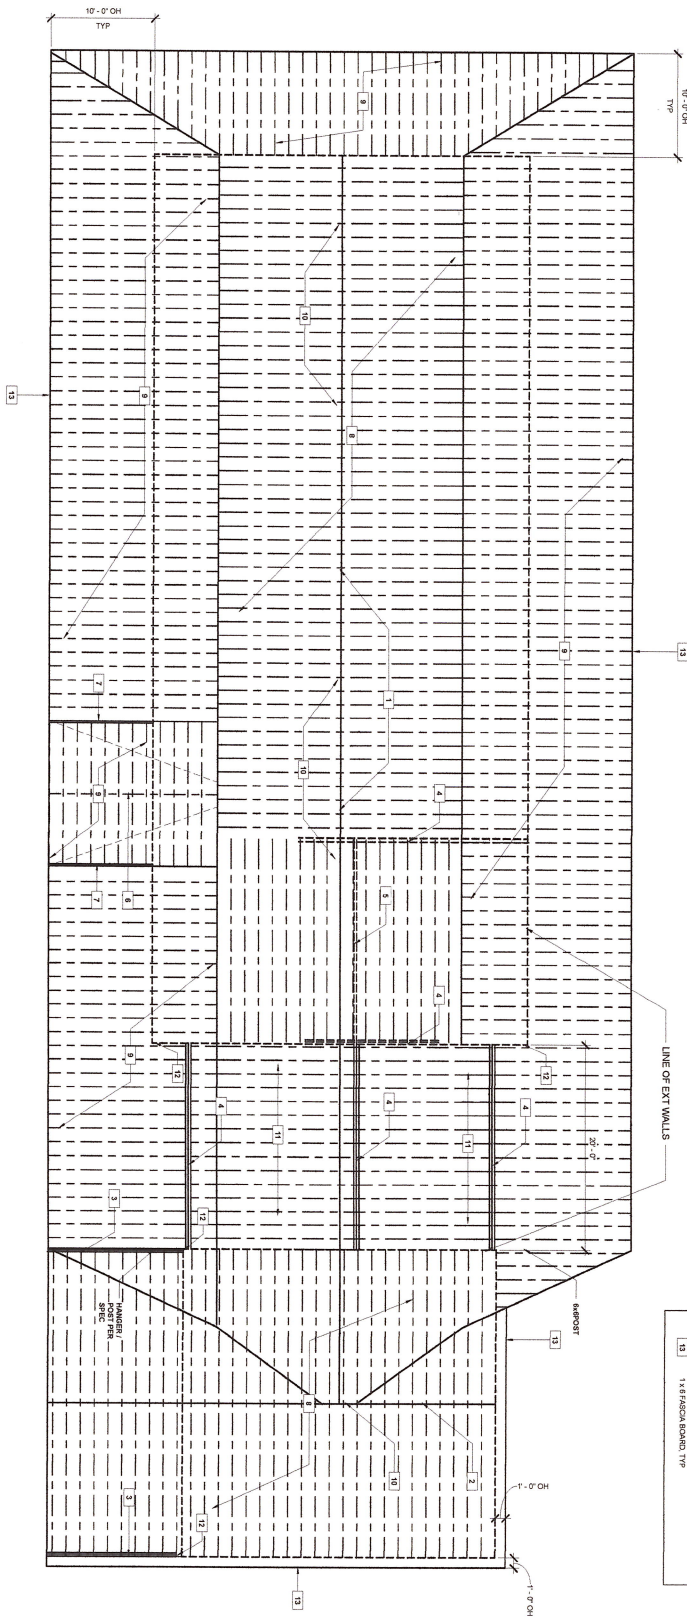 10' - 0" OH
TYP
10' - 0" OH
TYP
9
10
8
9
13
9
13
1
7
10
4
9
6
5
7
4
LINE OF EXT WALLS
9
12
12
4
11
4
11
4
20' - 0"
3
12
HANGER /
POST PER
SPEC
6x6POST
13
13
1 x 6 FASCIA BOARD, TYP
8
10
2
1' - 0" OH
3
12
1' - 0" OH
13